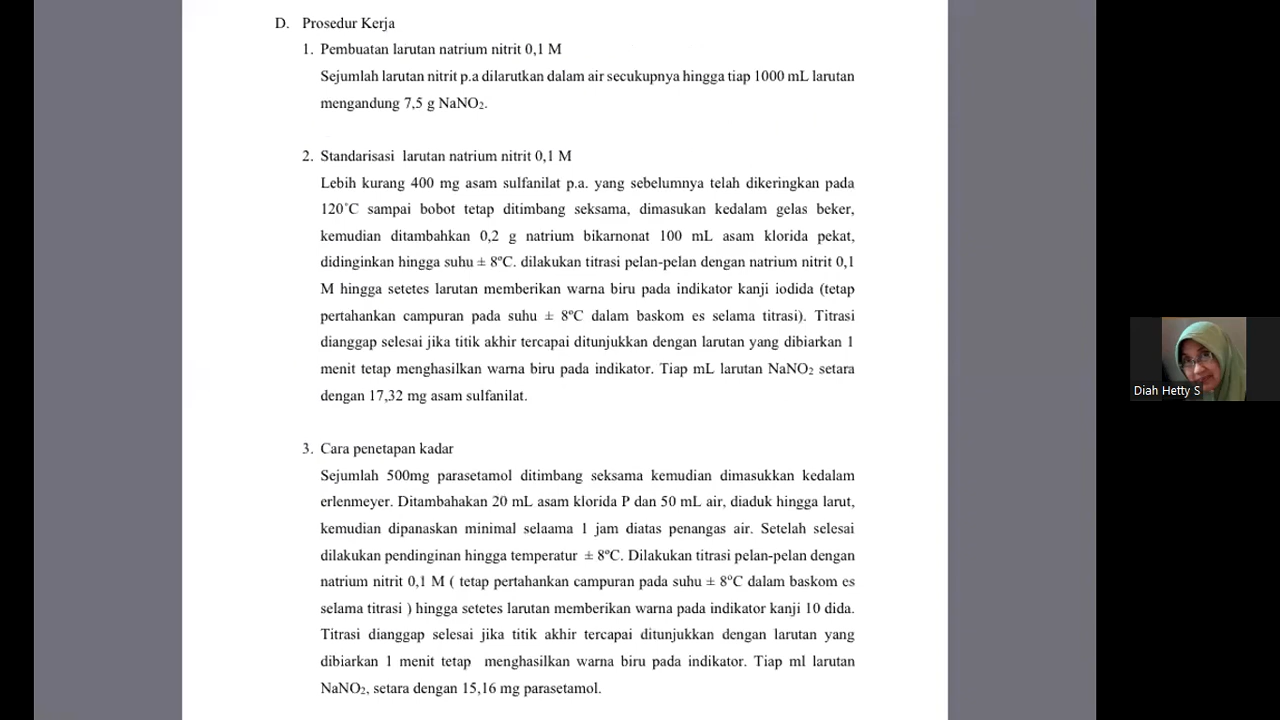 D. Prosedur Kerja
1. Pembuatan larutan natrium nitrit 0,1 M
Sejumlah larutan nitrit p.a dilarutkan dalam air secukupnya hingga tiap 1000 mL larutan
mengandung 7,5 g NaNO₂.
2. Standarisasi larutan natrium nitrit 0,1 M
Lebih kurang 400 mg asam sulfanilat p.a. yang sebelumnya telah dikeringkan pada
120˚C sampai bobot tetap ditimbang seksama, dimasukan kedalam gelas beker,
kemudian ditambahkan 0,2 g natrium bikarnonat 100 mL asam klorida pekat,
didinginkan hingga suhu ± 8ºC. dilakukan titrasi pelan-pelan dengan natrium nitrit 0,1
M hingga setetes larutan memberikan warna biru pada indikator kanji iodida (tetap
pertahankan campuran pada suhu ± 8ºC dalam baskom es selama titrasi). Titrasi
dianggap selesai jika titik akhir tercapai ditunjukkan dengan larutan yang dibiarkan 1
menit tetap menghasilkan warna biru pada indikator. Tiap mL larutan NaNO₂ setara
dengan 17,32 mg asam sulfanilat.
3. Cara penetapan kadar
Sejumlah 500mg parasetamol ditimbang seksama kemudian dimasukkan kedalam
erlenmeyer. Ditambahakan 20 mL asam klorida P dan 50 mL air, diaduk hingga larut,
kemudian dipanaskan minimal selaama 1 jam diatas penangas air. Setelah selesai
dilakukan pendinginan hingga temperatur ± 8ºC. Dilakukan titrasi pelan-pelan dengan
natrium nitrit 0,1 M ( tetap pertahankan campuran pada suhu ± 8ºC dalam baskom es
selama titrasi ) hingga setetes larutan memberikan warna pada indikator kanji 10 dida.
Titrasi dianggap selesai jika titik akhir tercapai ditunjukkan dengan larutan yang
dibiarkan 1 menit tetap menghasilkan warna biru pada indikator. Tiap ml larutan
NaNO₂, setara dengan 15,16 mg parasetamol.
Diah Hetty S